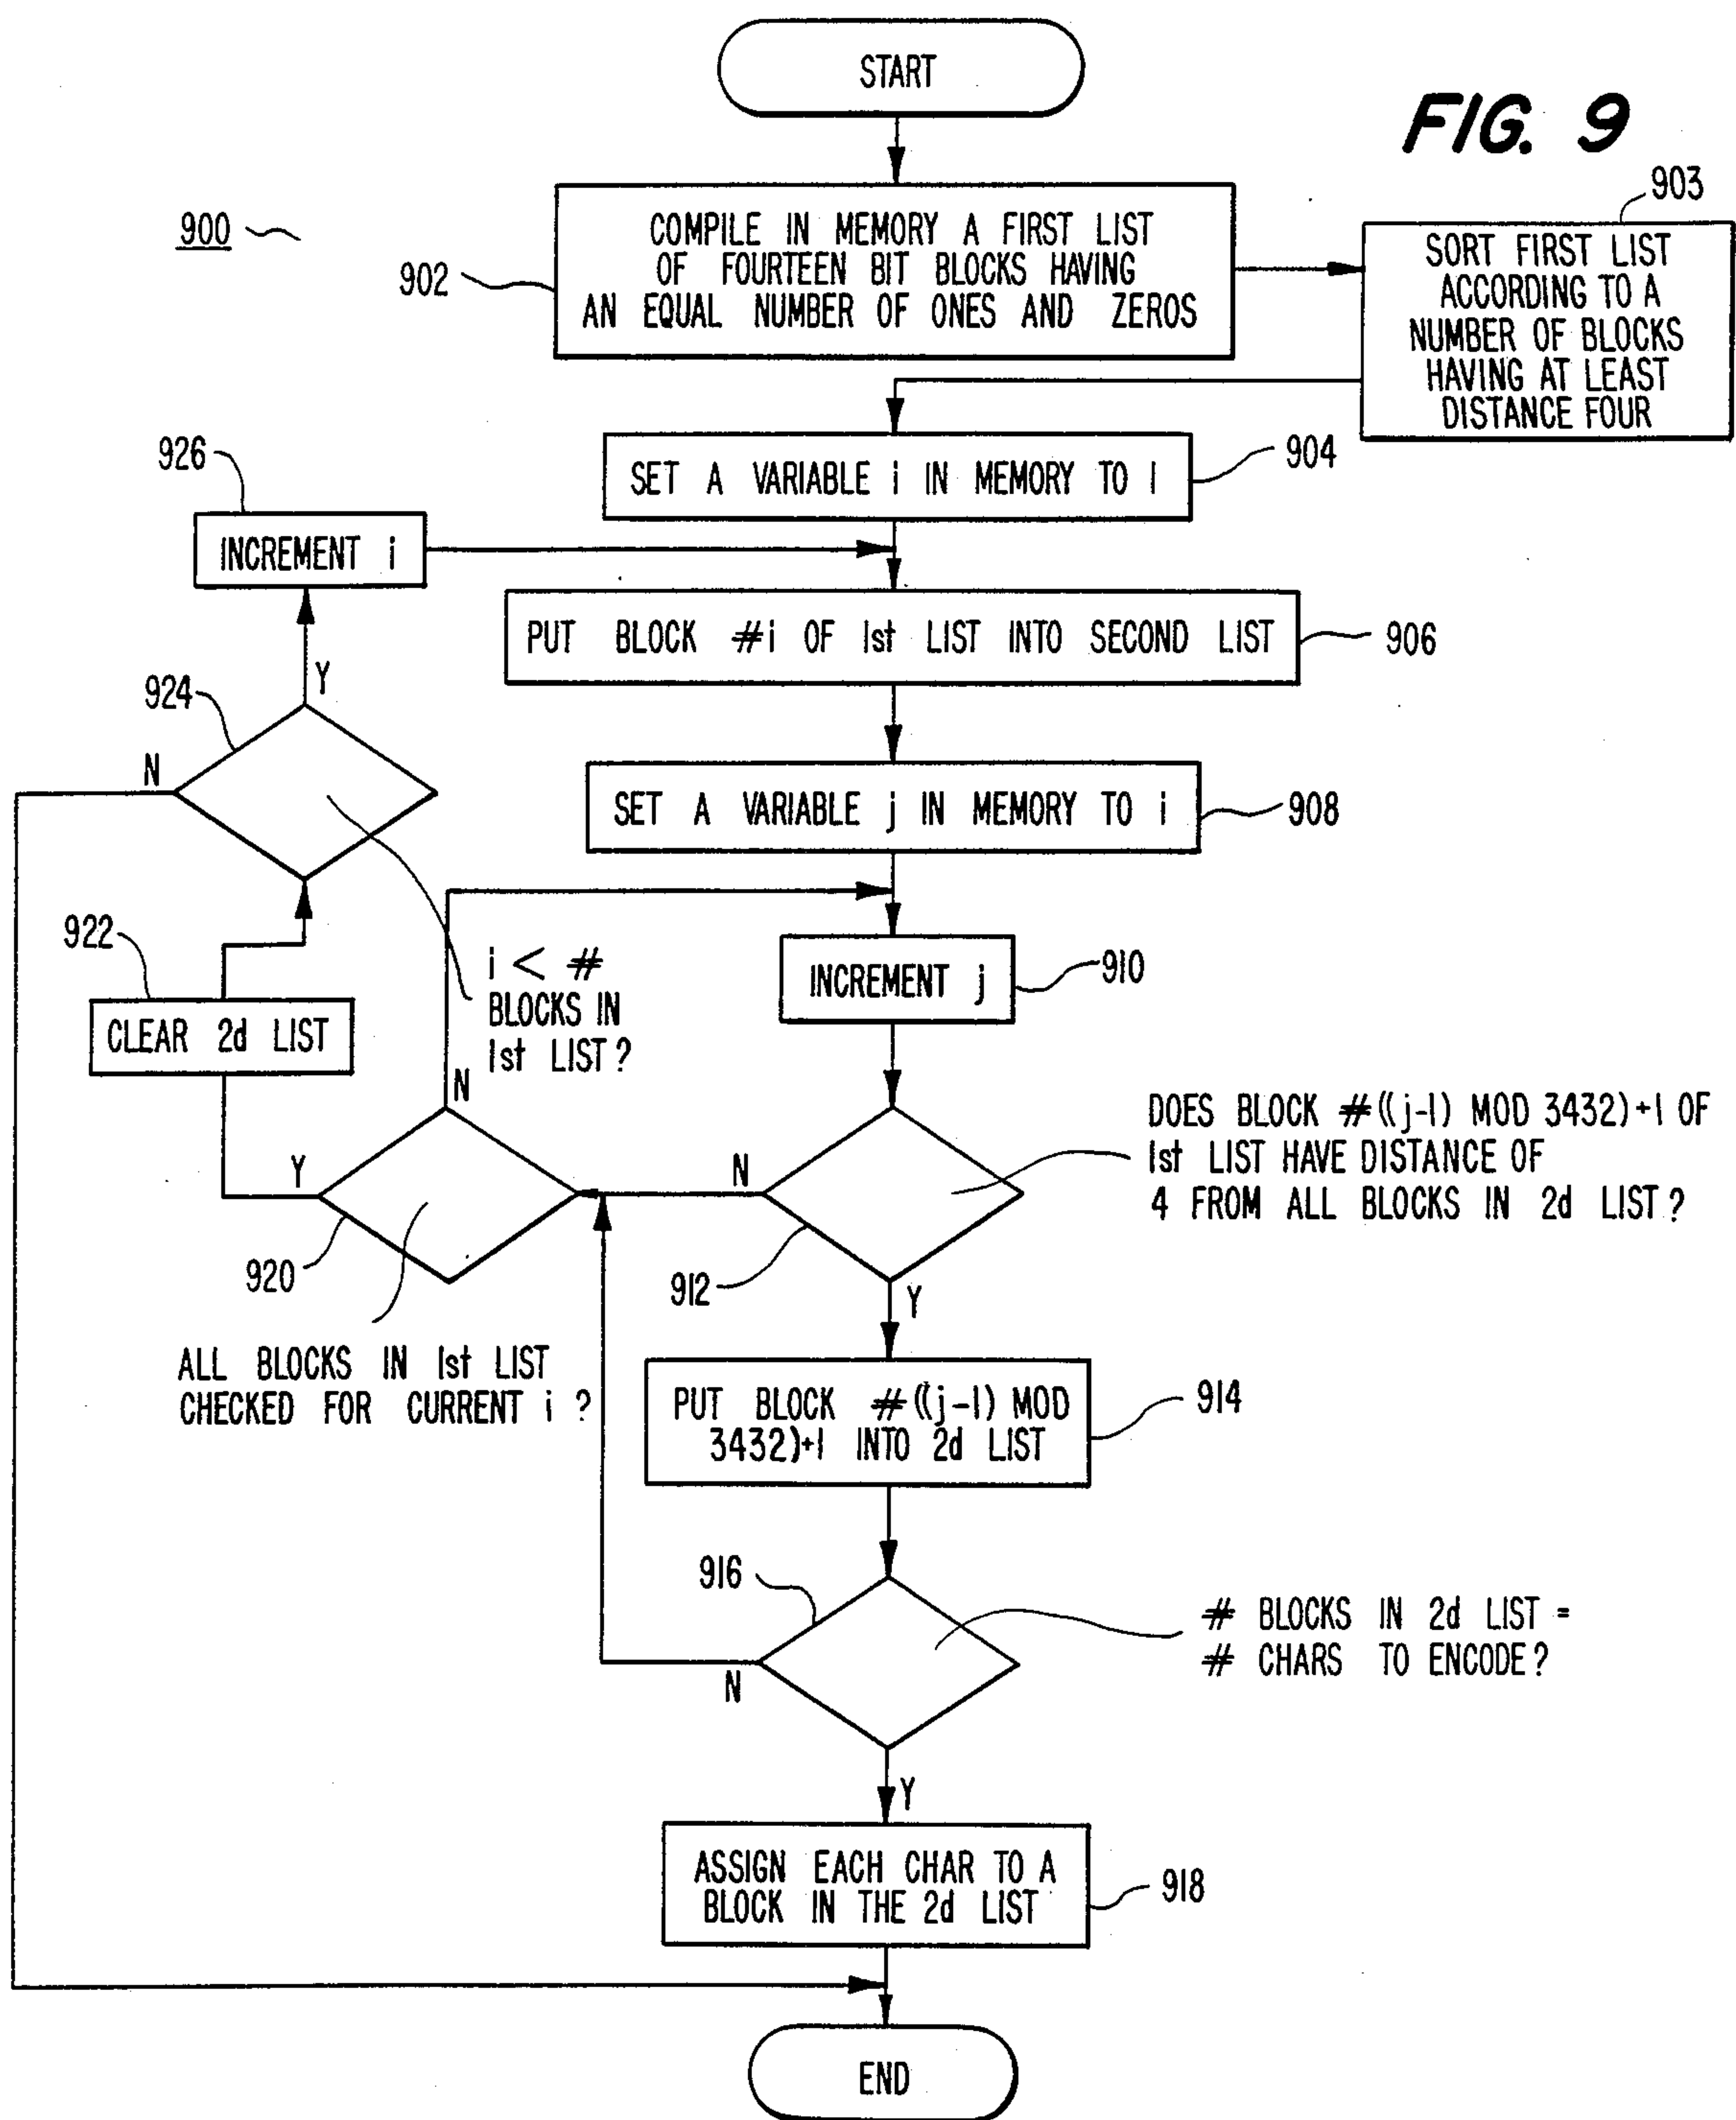 START
FIG. 9
900
902
COMPILE IN MEMORY A FIRST LIST
OF FOURTEEN BIT BLOCKS HAVING
AN EQUAL NUMBER OF ONES AND ZEROS
903
SORT FIRST LIST
ACCORDING TO A
NUMBER OF BLOCKS
HAVING AT LEAST
DISTANCE FOUR
SET A VARIABLE i IN MEMORY TO 1
904
926
INCREMENT i
PUT BLOCK #i OF 1st LIST INTO SECOND LIST
906
924
Y
N
SET A VARIABLE j IN MEMORY TO i
908
922
CLEAR 2d LIST
i < #
BLOCKS IN
1st LIST?
INCREMENT j
910
N
Y
920
ALL BLOCKS IN 1st LIST
CHECKED FOR CURRENT i ?
N
912
Y
DOES BLOCK #((j-1) MOD 3432)+1 OF
1st LIST HAVE DISTANCE OF
4 FROM ALL BLOCKS IN 2d LIST?
PUT BLOCK #((j-1) MOD
3432)+1 INTO 2d LIST
914
916
N
Y
# BLOCKS IN 2d LIST =
# CHARS TO ENCODE?
ASSIGN EACH CHAR TO A
BLOCK IN THE 2d LIST
918
END